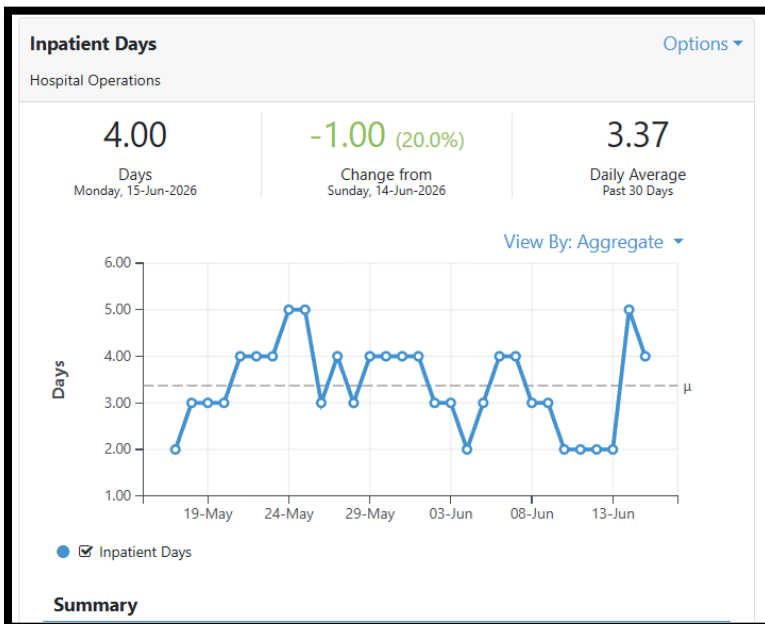 Inpatient Days
Options
Hospital Operations
4.00
-1.00 (20.0%)
3.37
Days
Change from
Daily Average
Monday, 15-Jun-2026
Sunday, 14-Jun-2026
Past 30 Days
View By: Aggregate
6.00
5.00
4.00
3.00
2.00
1.00
Days
μ
19-May
24-May
29-May
03-Jun
08-Jun
13-Jun
Inpatient Days
Summary